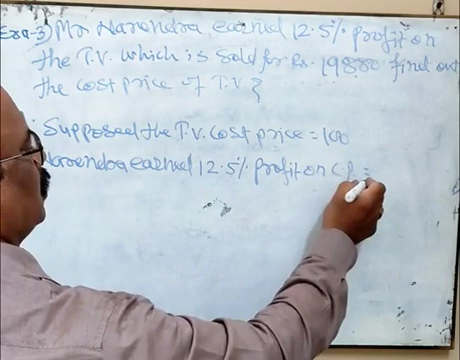 Exa-3) Mr Narendra earned 12.5% profit on
the T.V. which is sold for Rs. 19880 find out
the cost price of T.V?
Supposed the T.V. cost price = 100
Narendra earned 12.5% profit on C.P. =